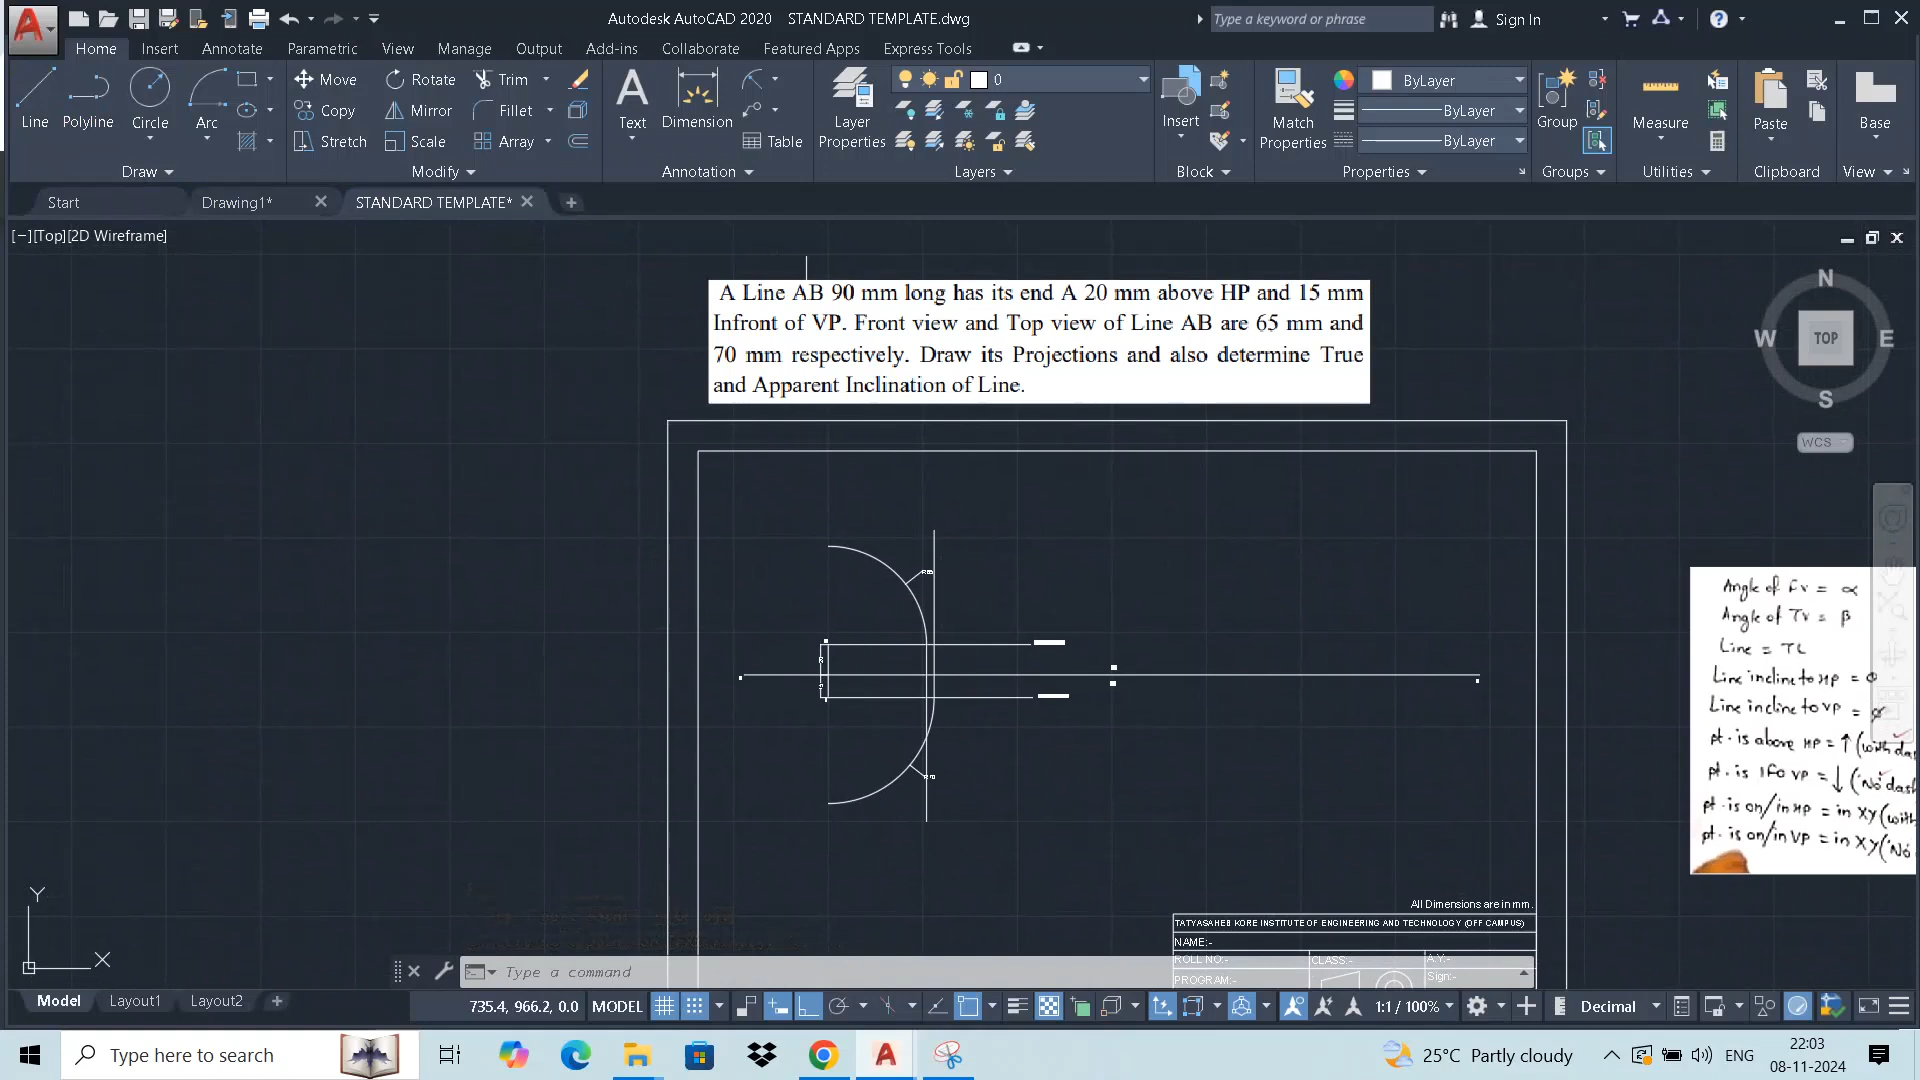 Autodesk AutoCAD 2020 STANDARD TEMPLATE.dwg
Type a keyword or phrase
Sign In
Home Insert Annotate Parametric View Manage Output Add-ins Collaborate Featured Apps Express Tools
Line Polyline Circle Arc
Move Rotate Trim
Copy Mirror Fillet
Stretch Scale Array
Text Dimension Table
Layer Properties
0
Insert
Match Properties
ByLayer
ByLayer
ByLayer
Group Measure Paste Base
Draw Modify Annotation Layers Block Properties Groups Utilities Clipboard View
Start Drawing1* STANDARD TEMPLATE*
[−][Top][2D Wireframe]
A Line AB 90 mm long has its end A 20 mm above HP and 15 mm
Infront of VP. Front view and Top view of Line AB are 65 mm and
70 mm respectively. Draw its Projections and also determine True
and Apparent Inclination of Line.
N
W TOP E
S
WCS
Angle of Fv = α
Angle of Tv = β
Line = TL
Line incline to HP = θ
Line incline to VP = ø
pt. is above HP = ↑ (with das
pt. is IFO VP = ↓ (No dash
pt. is on/in HP = in XY (with
pt. is on/in VP = in XY (No
All Dimensions are in mm.
TATYASAHEB KORE INSTITUTE OF ENGINEERING AND TECHNOLOGY (OFF CAMPUS)
NAME:-
ROLL NO:- CLASS:- A.Y:-
PROGRAM:- Sign:-
Y
X
Type a command
Model Layout1 Layout2
735.4, 966.2, 0.0 MODEL 1:1 / 100% Decimal
Type here to search
25°C Partly cloudy
ENG
22:03
08-11-2024